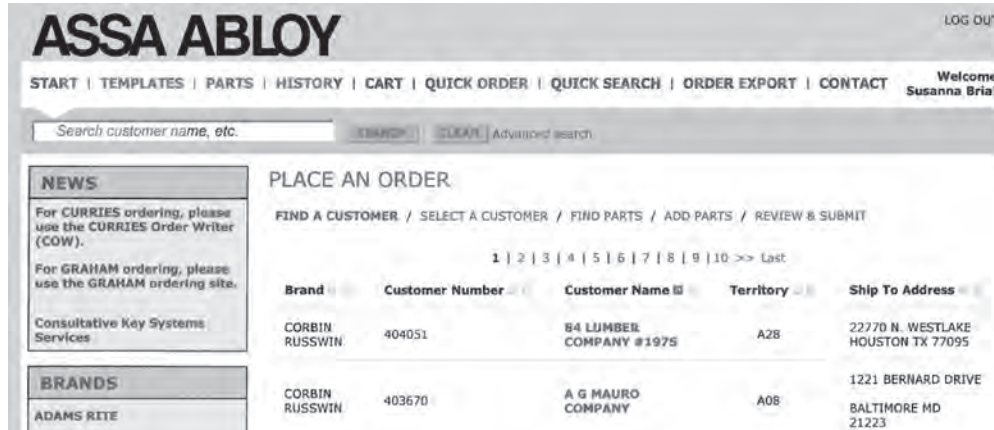 ASSA ABLOY
LOG OUT
START | TEMPLATES | PARTS | HISTORY | CART | QUICK ORDER | QUICK SEARCH | ORDER EXPORT | CONTACT
Welcome
Susanna
Search customer name, etc.
SEARCH CLEAR Advanced search
NEWS
For CURRIES ordering, please
use the CURRIES Order Writer
(COW).
For GRAHAM ordering, please
use the GRAHAM ordering site.
Consultative Key Systems
Services
BRANDS
ADAMS RITE
PLACE AN ORDER
FIND A CUSTOMER / SELECT A CUSTOMER / FIND PARTS / ADD PARTS / REVIEW & SUBMIT
1 | 2 | 3 | 4 | 5 | 6 | 7 | 8 | 9 | 10 >> Last
Brand Customer Number Customer Name Territory Ship To Address
CORBIN
RUSSWIN
404051
84 LUMBER
COMPANY #1975
A28
22770 N. WESTLAKE
HOUSTON TX 77095
CORBIN
RUSSWIN
403670
A G MAURO
COMPANY
A08
1221 BERNARD DRIVE
BALTIMORE MD
21223